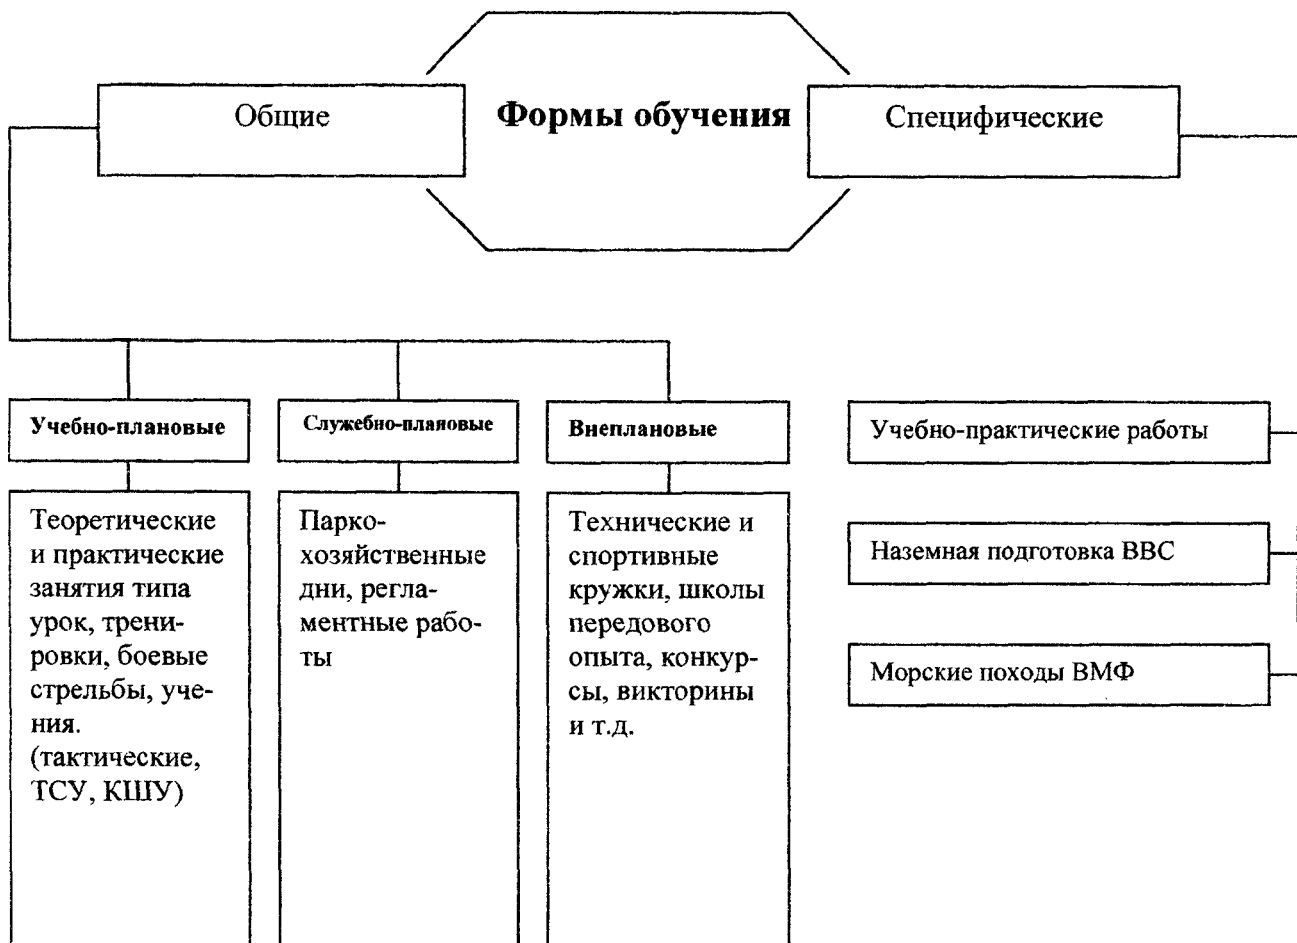 Общие
Формы обучения
Специфические
Учебно-плановые
Служебно-плановые
Внеплановые
Теоретические
и практические
занятия типа
урок, трени-
ровки, боевые
стрельбы, уче-
ния.
(тактические,
ТСУ, КШУ)
Парко-
хозяйственные
дни, регла-
ментные рабо-
ты
Технические и
спортивные
кружки, школы
передового
опыта, конкур-
сы, викторины
и т.д.
Учебно-практические работы
Наземная подготовка ВВС
Морские походы ВМФ